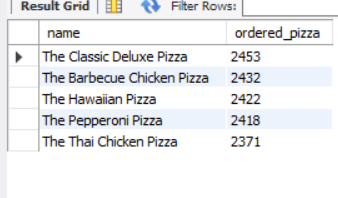 Result Grid Filter Rows:
name ordered_pizza
The Classic Deluxe Pizza 2453
The Barbecue Chicken Pizza 2432
The Hawaiian Pizza 2422
The Pepperoni Pizza 2418
The Thai Chicken Pizza 2371